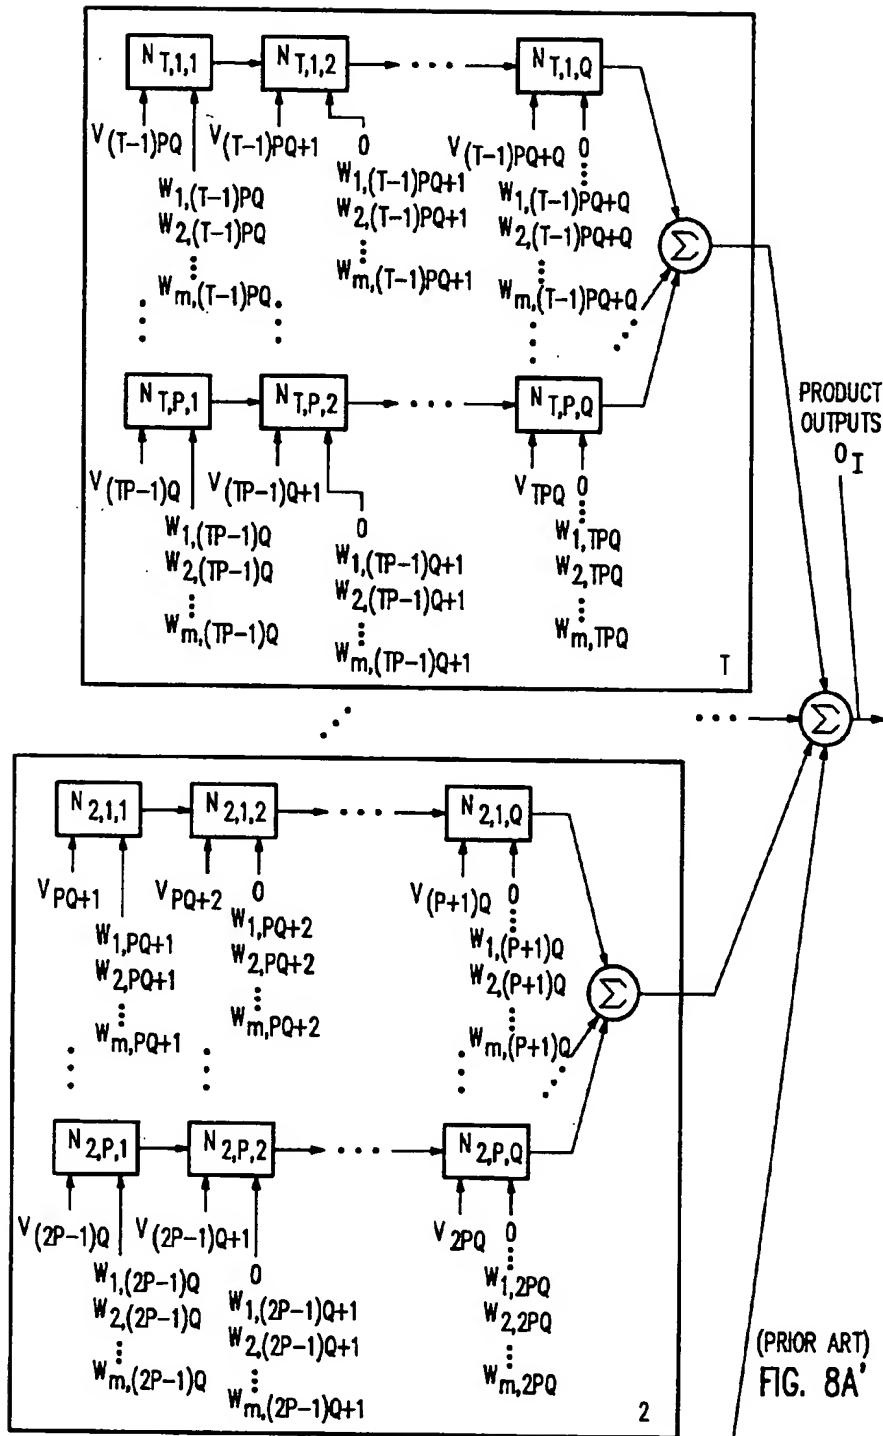 N T,1,1 N T,1,2 N T,1,Q
V (T-1)PQ V (T-1)PQ+1 0 V (T-1)PQ+Q 0
W 1,(T-1)PQ W 1,(T-1)PQ+1 W 1,(T-1)PQ+Q
W 2,(T-1)PQ W 2,(T-1)PQ+1 W 2,(T-1)PQ+Q
W m,(T-1)PQ W m,(T-1)PQ+1 W m,(T-1)PQ+Q
Σ
N T,P,1 N T,P,2 N T,P,Q
PRODUCT
OUTPUTS
O I
V (TP-1)Q V (TP-1)Q+1 0 V TPQ 0
W 1,(TP-1)Q W 1,(TP-1)Q+1 W 1,TPQ
W 2,(TP-1)Q W 2,(TP-1)Q+1 W 2,TPQ
W m,(TP-1)Q W m,(TP-1)Q+1 W m,TPQ
T
Σ
N 2,1,1 N 2,1,2 N 2,1,Q
V PQ+1 V PQ+2 0 V (P+1)Q 0
W 1,PQ+1 W 1,PQ+2 W 1,(P+1)Q
W 2,PQ+1 W 2,PQ+2 W 2,(P+1)Q
W m,PQ+1 W m,PQ+2 W m,(P+1)Q
Σ
N 2,P,1 N 2,P,2 N 2,P,Q
V (2P-1)Q V (2P-1)Q+1 0 V 2PQ 0
W 1,(2P-1)Q W 1,(2P-1)Q+1 W 1,2PQ
W 2,(2P-1)Q W 2,(2P-1)Q+1 W 2,2PQ
W m,(2P-1)Q W m,(2P-1)Q+1 W m,2PQ
2
(PRIOR ART)
FIG. 8A'